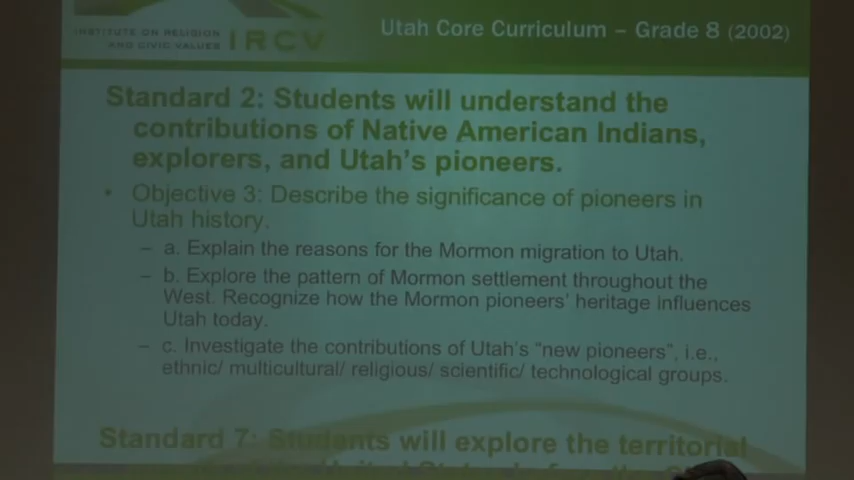 INSTITUTE ON RELIGION
AND CIVIC VALUES
IRCV
Utah Core Curriculum – Grade 8 (2002)
Standard 2: Students will understand the
contributions of Native American Indians,
explorers, and Utah's pioneers.
• Objective 3: Describe the significance of pioneers in
Utah history.
– a. Explain the reasons for the Mormon migration to Utah.
– b. Explore the pattern of Mormon settlement throughout the
West. Recognize how the Mormon pioneers' heritage influences
Utah today.
– c. Investigate the contributions of Utah's "new pioneers", i.e.,
ethnic/ multicultural/ religious/ scientific/ technological groups.
Standard 7: Students will explore the territorial